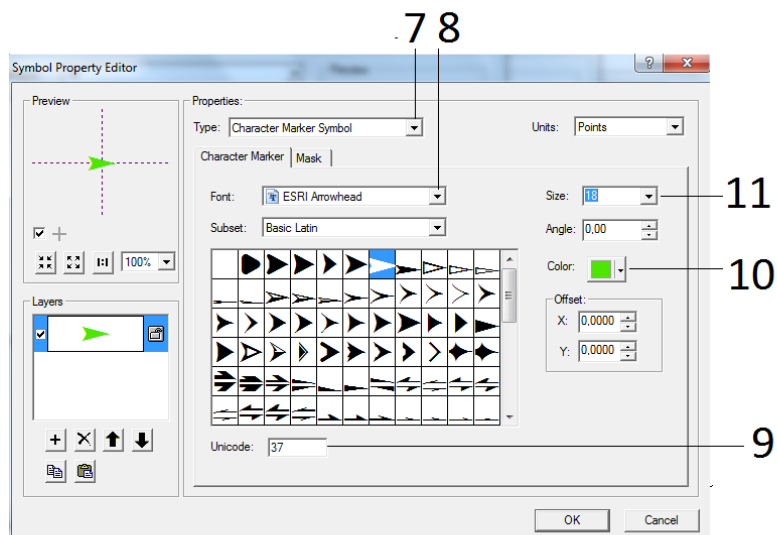 7 8
Symbol Property Editor
Preview
Properties:
Type: Character Marker Symbol
Units: Points
Character Marker Mask
Font: ESRI Arrowhead
Size: 18
11
Subset: Basic Latin
Angle: 0,00
1:1 100%
Color:
10
Layers
Offset:
X: 0,0000
Y: 0,0000
Unicode: 37
9
OK Cancel